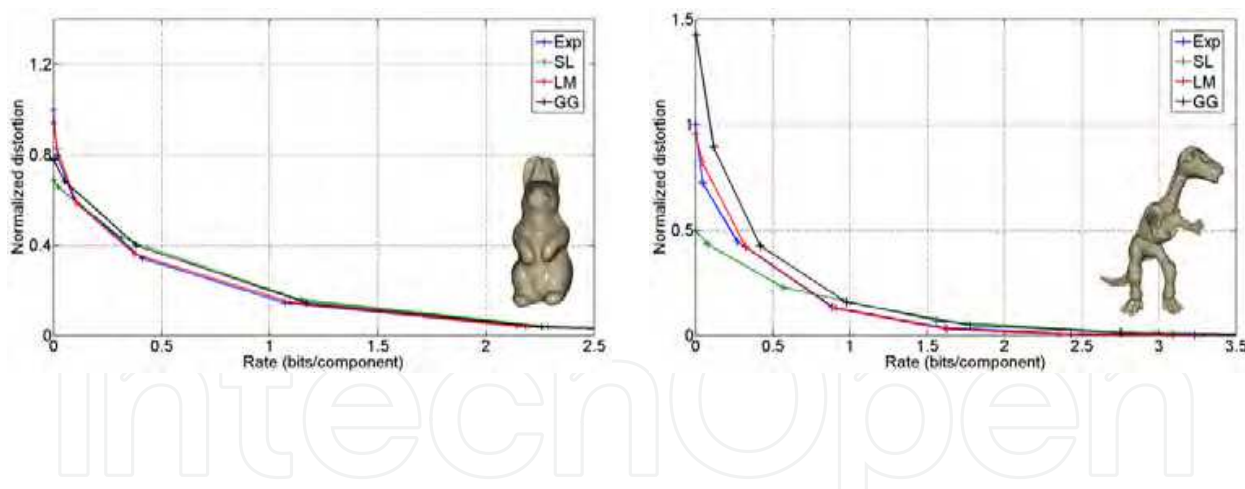 Normalized distortion
1.2
0.8
0.4
0
0 0.5 1 1.5 2 2.5
Rate (bits/component)
Exp
SL
LM
GG
Normalized distortion
1.5
1
0.5
0
0 0.5 1 1.5 2 2.5 3 3.5
Rate (bits/component)
Exp
SL
LM
GG
intechopen